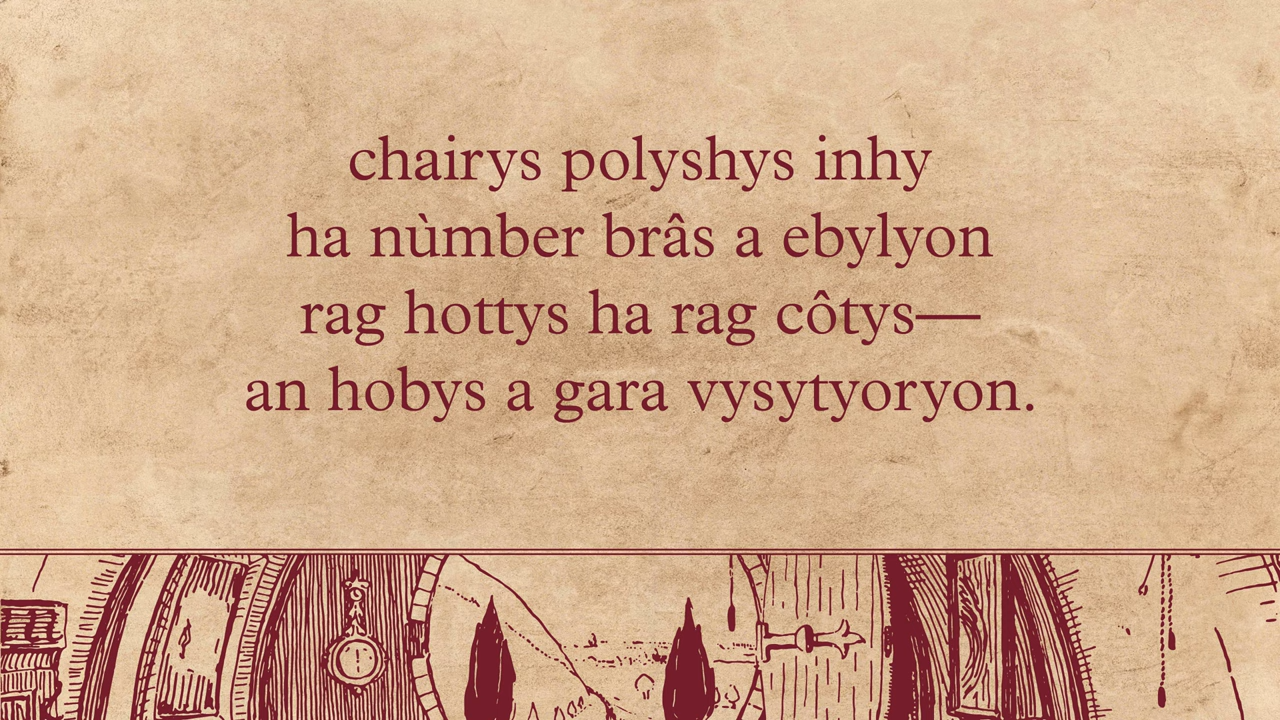 chairys polyshys inhy
ha nùmber brâs a ebylyon
rag hottys ha rag côtys—
an hobys a gara vysytyoryon.